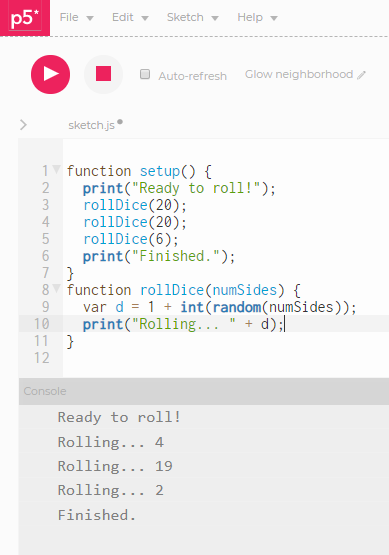 p5*
File Edit Sketch Help
Auto-refresh Glow neighborhood
sketch.js
1 function setup() {
2 print("Ready to roll!");
3 rollDice(20);
4 rollDice(20);
5 rollDice(6);
6 print("Finished.");
7 }
8 function rollDice(numSides) {
9 var d = 1 + int(random(numSides));
10 print("Rolling... " + d);
11 }
12
Console
Ready to roll!
Rolling... 4
Rolling... 19
Rolling... 2
Finished.